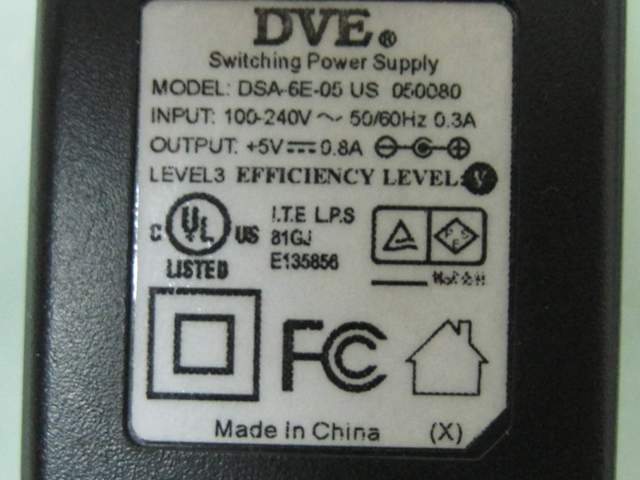 DVE®
Switching Power Supply
MODEL: DSA-6E-05 US 050080
INPUT: 100-240V ~ 50/60Hz 0.3A
OUTPUT: +5V⎓0.8A
LEVEL3 EFFICIENCY LEVEL: V
C UL US LISTED
I.T.E L.P.S
81GJ
E135856
PSE
FC
Made in China (X)